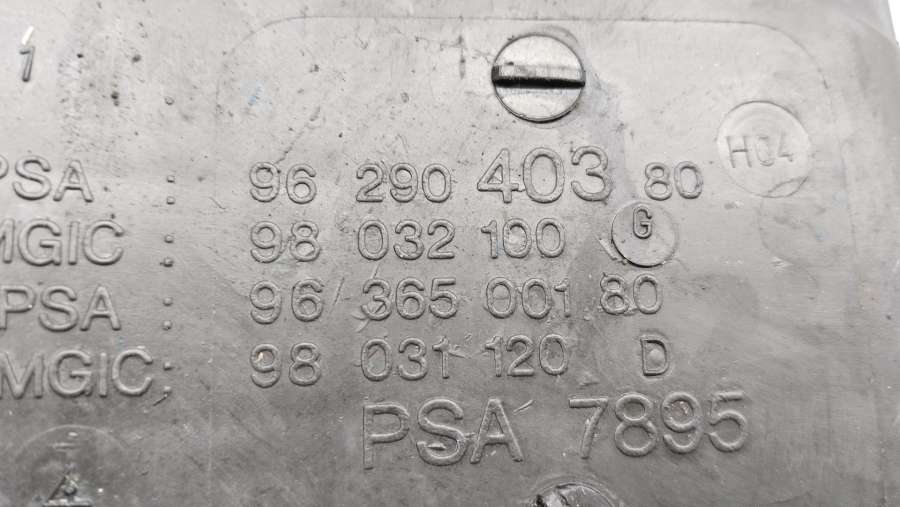 1
H04
PSA : 96 290 403 80
MGIC : 98 032 100 G
PSA : 96 365 001 80
MGIC : 98 031 120 D
PSA 7895